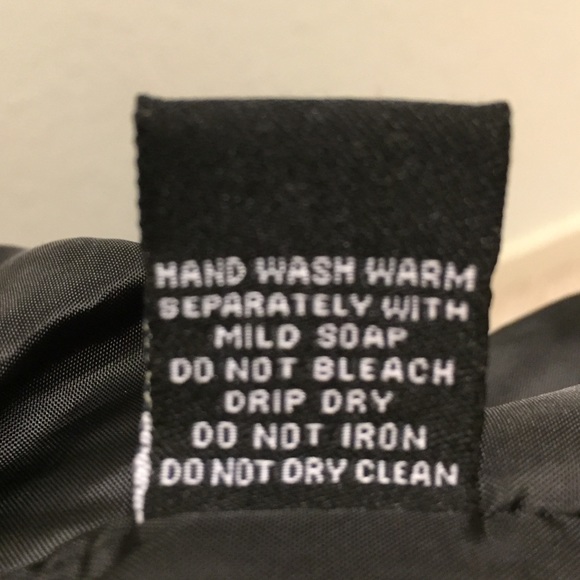 HAND WASH WARM
SEPARATELY WITH
MILD SOAP
DO NOT BLEACH
DRIP DRY
DO NOT IRON
DO NOT DRY CLEAN